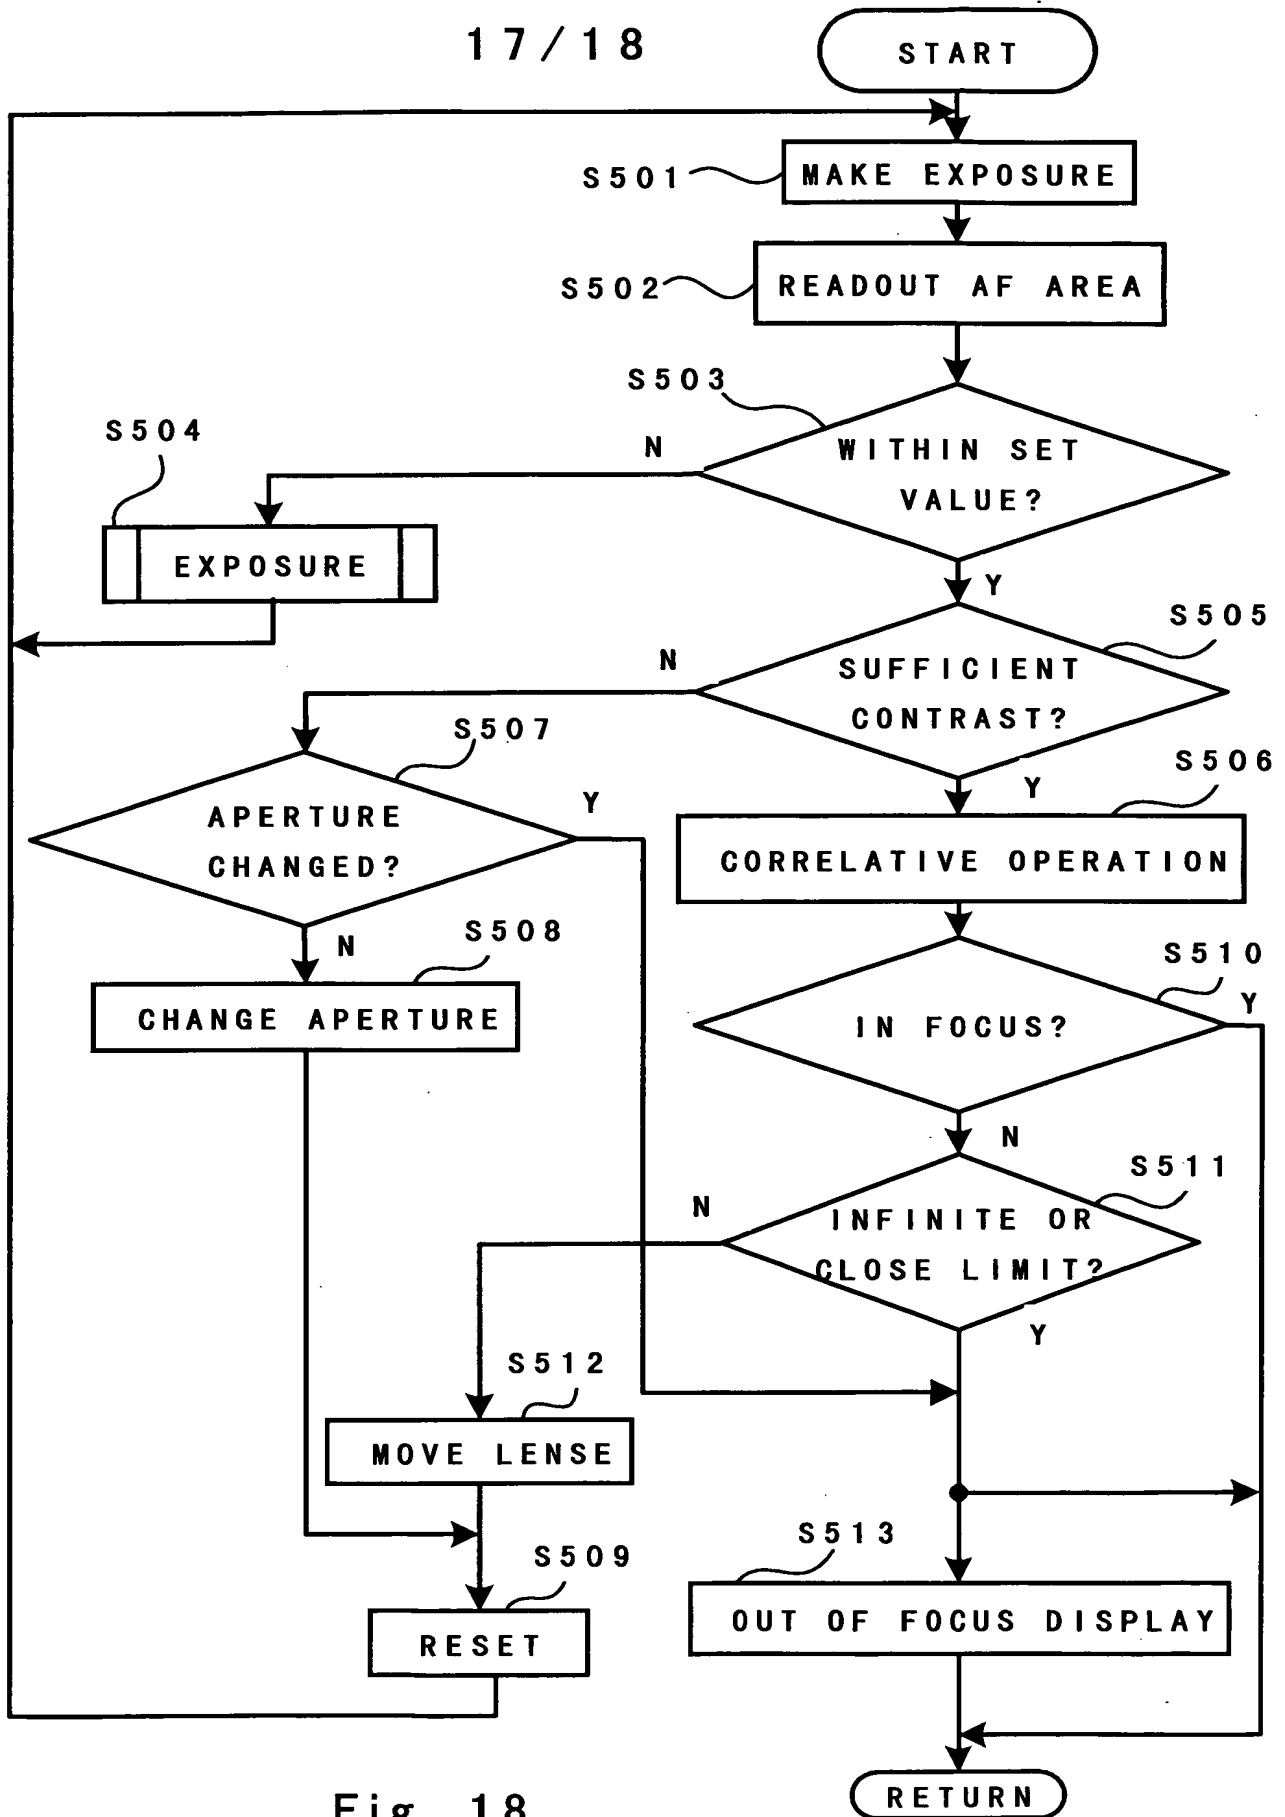 17/18
START
S501
MAKE EXPOSURE
S502
READOUT AF AREA
S503
WITHIN SET
VALUE?
N
Y
S504
EXPOSURE
S505
SUFFICIENT
CONTRAST?
N
Y
S507
APERTURE
CHANGED?
Y
N
S506
CORRELATIVE OPERATION
S508
CHANGE APERTURE
S510
IN FOCUS?
Y
N
S511
INFINITE OR
CLOSE LIMIT?
N
Y
S512
MOVE LENSE
S509
RESET
S513
OUT OF FOCUS DISPLAY
RETURN
Fig. 18